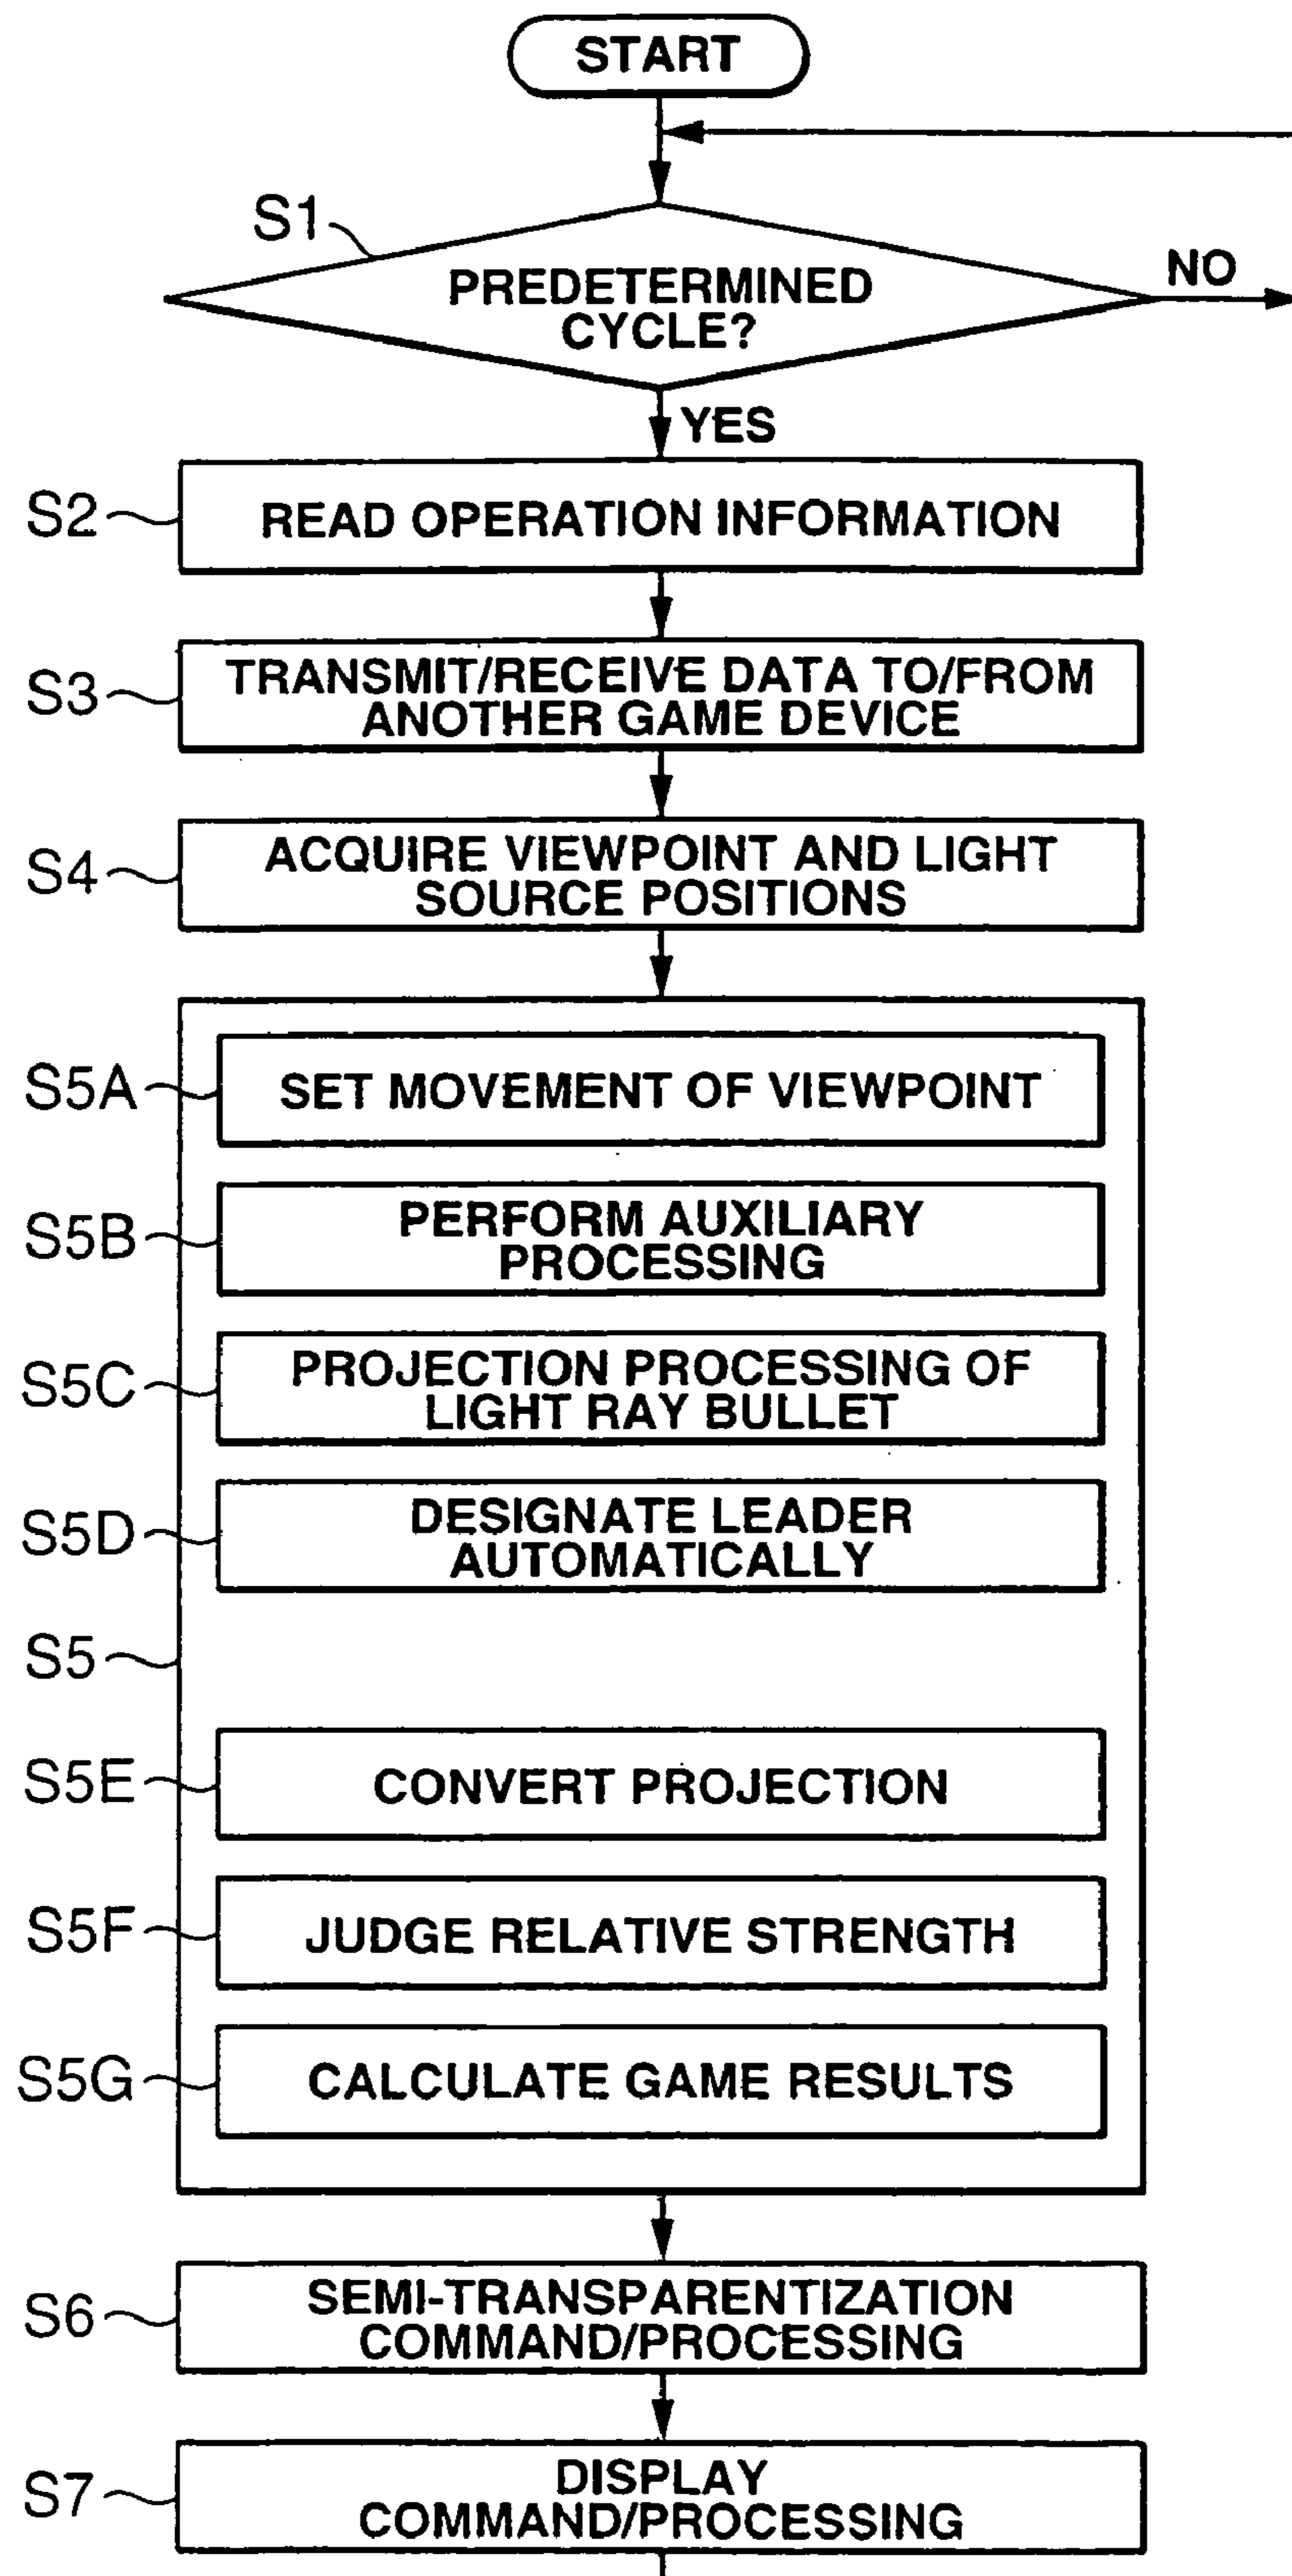 START
S1
PREDETERMINED
CYCLE?
NO
YES
S2
READ OPERATION INFORMATION
S3
TRANSMIT/RECEIVE DATA TO/FROM
ANOTHER GAME DEVICE
S4
ACQUIRE VIEWPOINT AND LIGHT
SOURCE POSITIONS
S5A
SET MOVEMENT OF VIEWPOINT
S5B
PERFORM AUXILIARY
PROCESSING
S5C
PROJECTION PROCESSING OF
LIGHT RAY BULLET
S5D
DESIGNATE LEADER
AUTOMATICALLY
S5
S5E
CONVERT PROJECTION
S5F
JUDGE RELATIVE STRENGTH
S5G
CALCULATE GAME RESULTS
S6
SEMI-TRANSPARENTIZATION
COMMAND/PROCESSING
S7
DISPLAY
COMMAND/PROCESSING